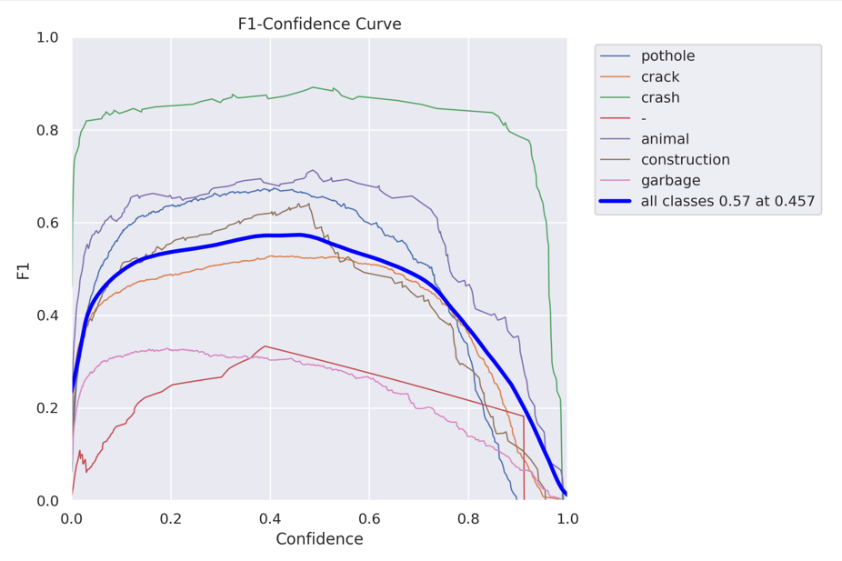 F1-Confidence Curve
1.0
0.8
0.6
0.4
0.2
0.0
F1
0.0 0.2 0.4 0.6 0.8 1.0
Confidence
pothole
crack
crash
-
animal
construction
garbage
all classes 0.57 at 0.457